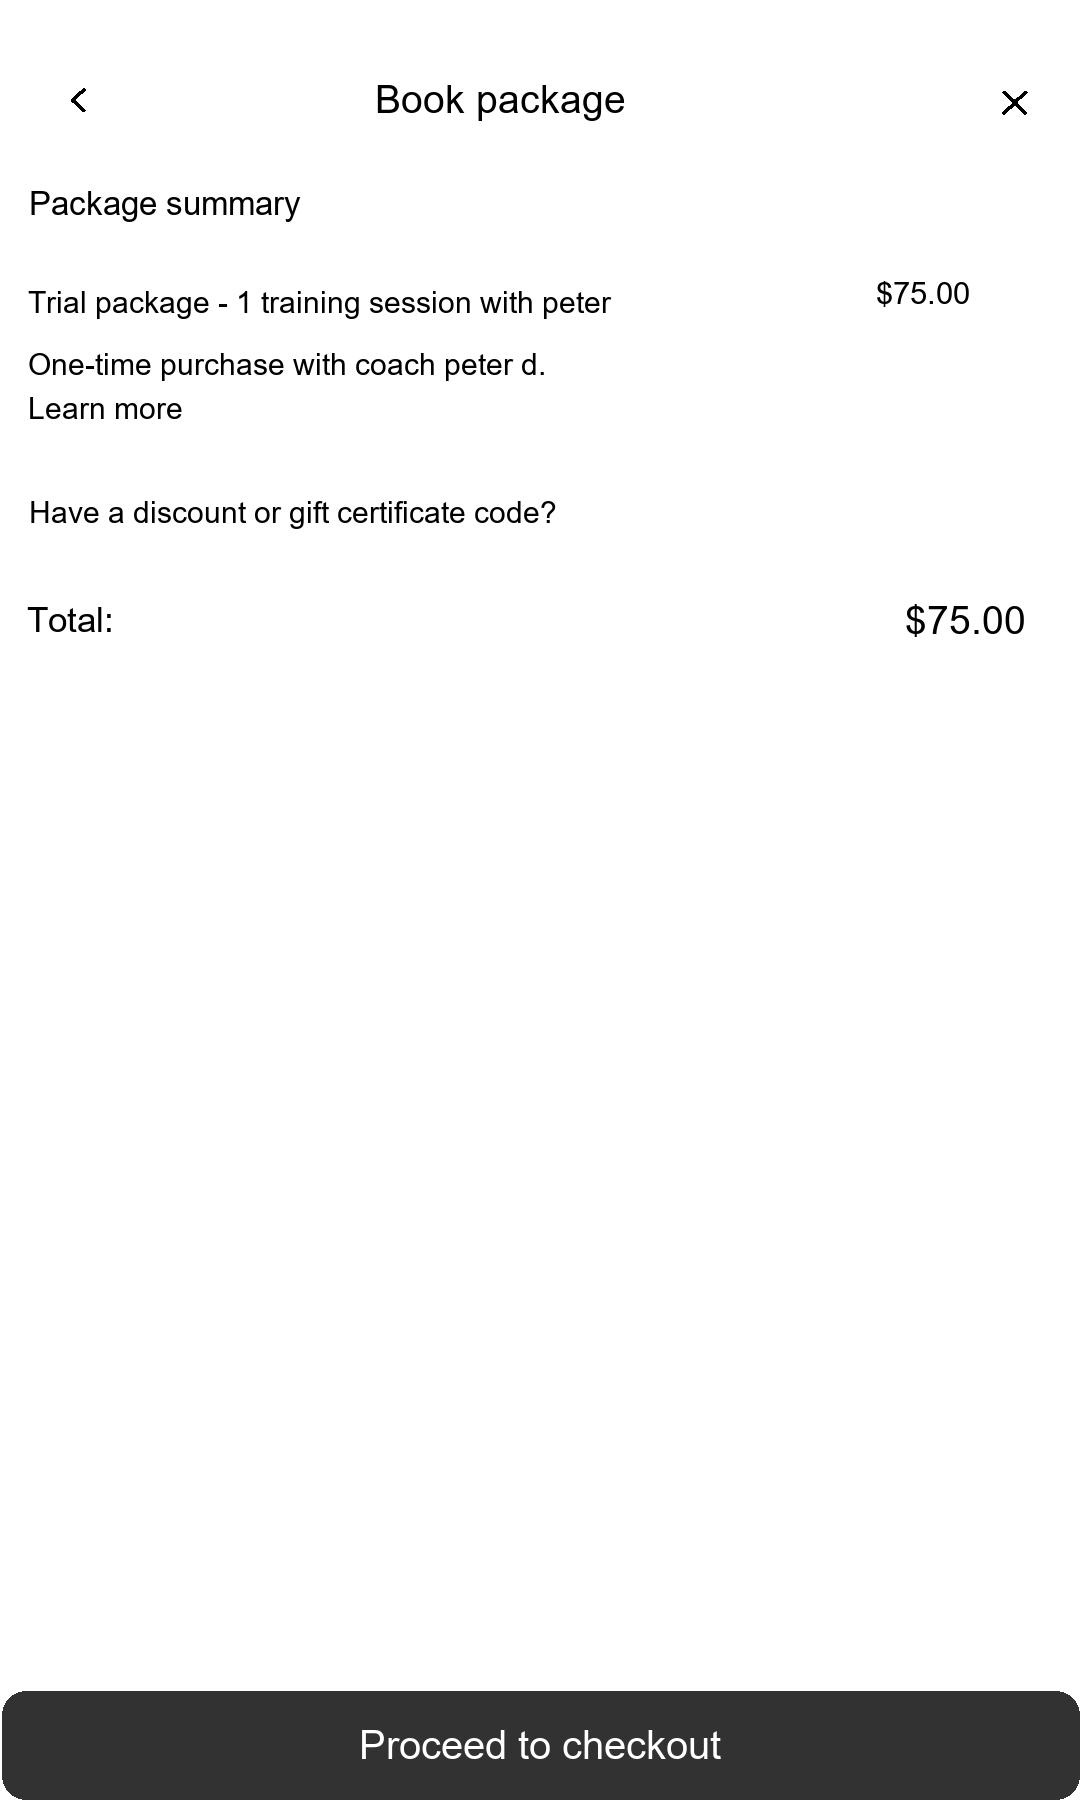 Book package
Package summary
Trial package - 1 training session with peter
$75.00
One-time purchase with coach peter d.
Learn more
Have a discount or gift certificate code?
Total:
$75.00
Proceed to checkout